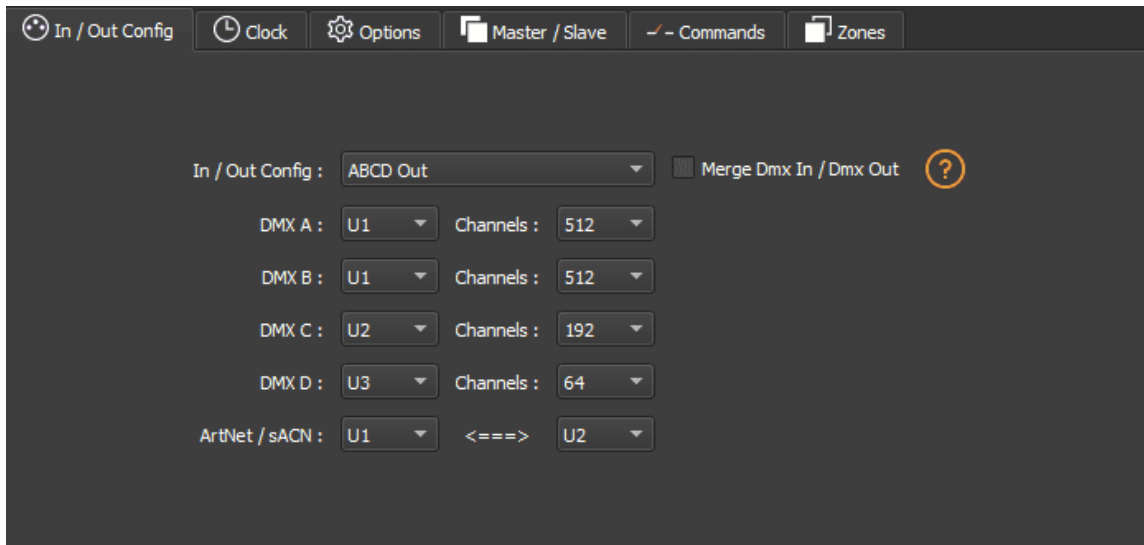 In / Out Config Clock Options Master / Slave Commands Zones
In / Out Config : ABCD Out Merge Dmx In / Dmx Out ?
DMX A : U1 Channels : 512
DMX B : U1 Channels : 512
DMX C : U2 Channels : 192
DMX D : U3 Channels : 64
ArtNet / sACN : U1 <===> U2